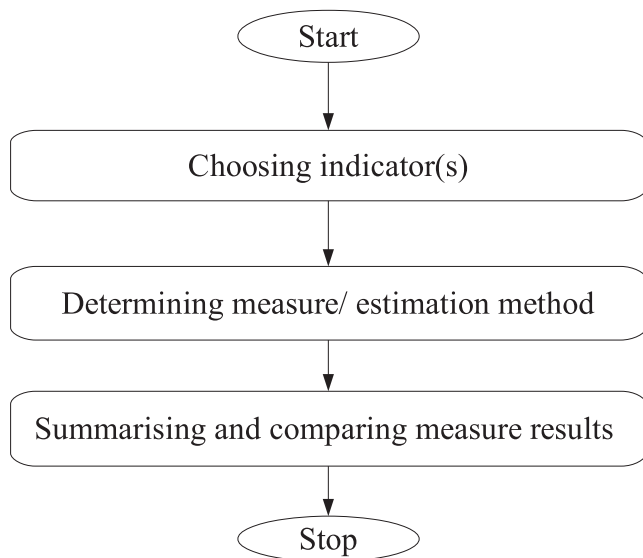 Start
Choosing indicator(s)
Determining measure/ estimation method
Summarising and comparing measure results
Stop